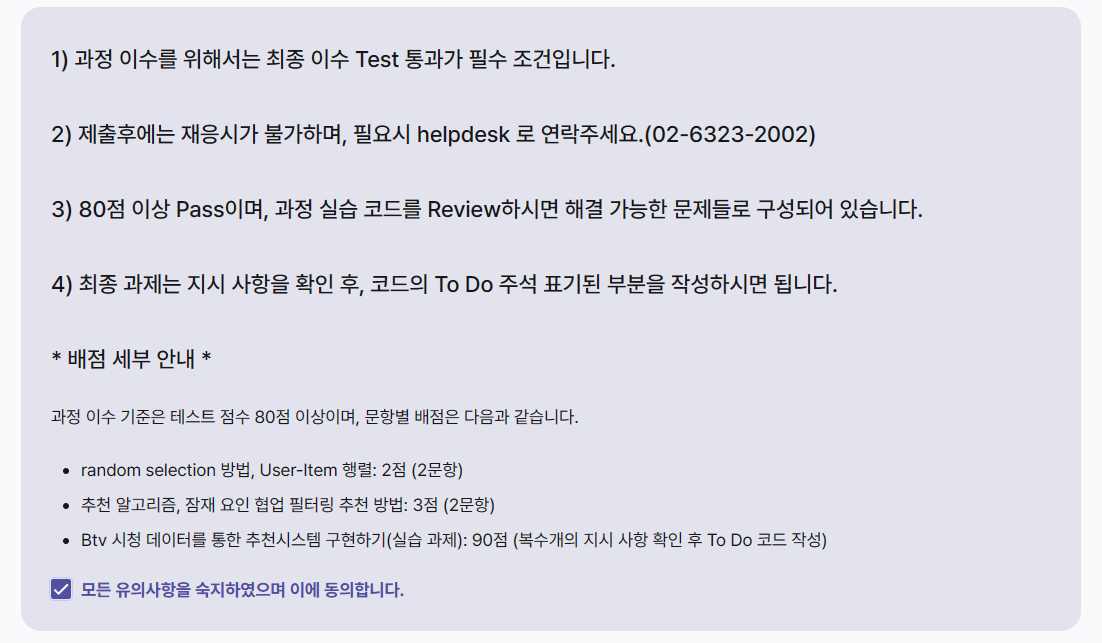 1) 과정 이수를 위해서는 최종 이수 Test 통과가 필수 조건입니다.
2) 제출후에는 재응시가 불가하며, 필요시 helpdesk 로 연락주세요.(02-6323-2002)
3) 80점 이상 Pass이며, 과정 실습 코드를 Review하시면 해결 가능한 문제들로 구성되어 있습니다.
4) 최종 과제는 지시 사항을 확인 후, 코드의 To Do 주석 표기된 부분을 작성하시면 됩니다.
* 배점 세부 안내 *
과정 이수 기준은 테스트 점수 80점 이상이며, 문항별 배점은 다음과 같습니다.
• random selection 방법, User-Item 행렬: 2점 (2문항)
• 추천 알고리즘, 잠재 요인 협업 필터링 추천 방법: 3점 (2문항)
• Btv 시청 데이터를 통한 추천시스템 구현하기(실습 과제): 90점 (복수개의 지시 사항 확인 후 To Do 코드 작성)
모든 유의사항을 숙지하였으며 이에 동의합니다.